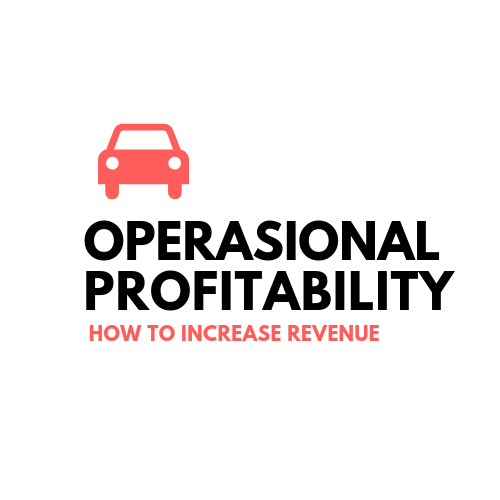 OPERASIONAL
PROFITABILITY
HOW TO INCREASE REVENUE